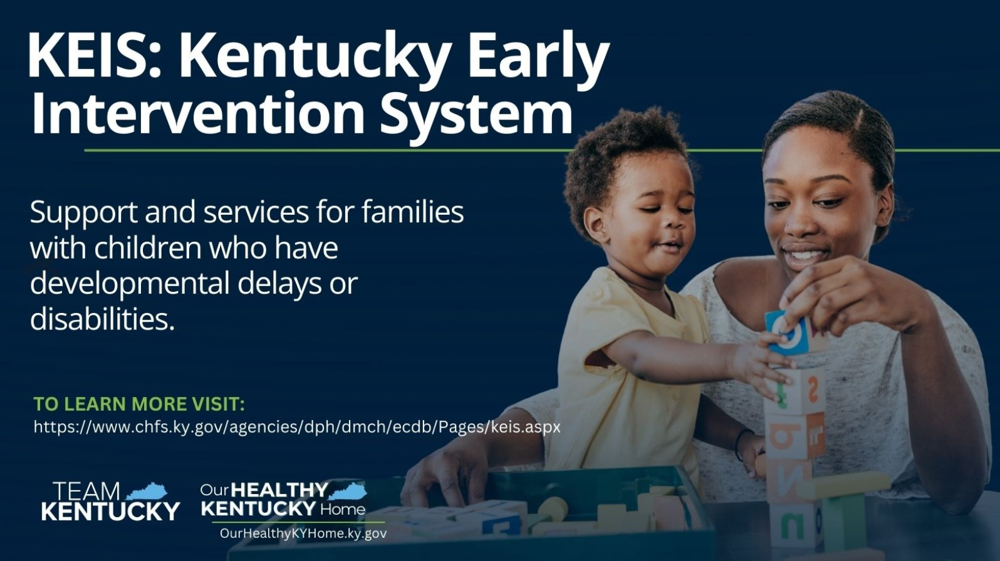 KEIS: Kentucky Early
Intervention System
Support and services for families
with children who have
developmental delays or
disabilities.
TO LEARN MORE VISIT:
https://www.chfs.ky.gov/agencies/dph/dmch/ecdb/Pages/keis.aspx
TEAM
KENTUCKY
Our HEALTHY
KENTUCKY Home
OurHealthyKYHome.ky.gov